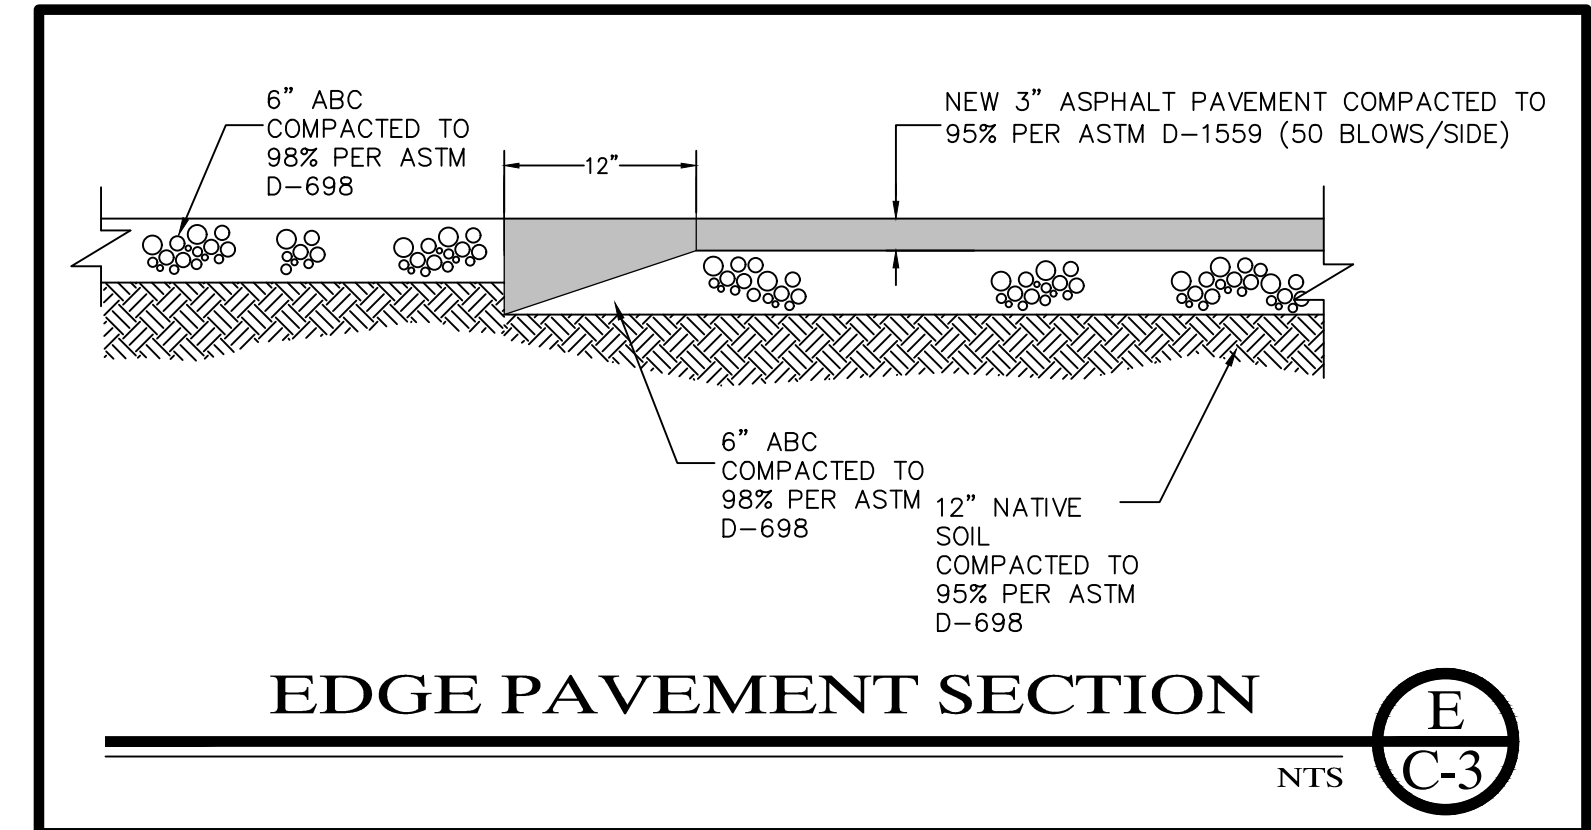 6” ABC
COMPACTED TO
98% PER ASTM
D-698
12”
NEW 3” ASPHALT PAVEMENT COMPACTED TO
95% PER ASTM D-1559 (50 BLOWS/SIDE)
6” ABC
COMPACTED TO
98% PER ASTM
D-698
12” NATIVE
SOIL
COMPACTED TO
95% PER ASTM
D-698
EDGE PAVEMENT SECTION
NTS
E
C-3